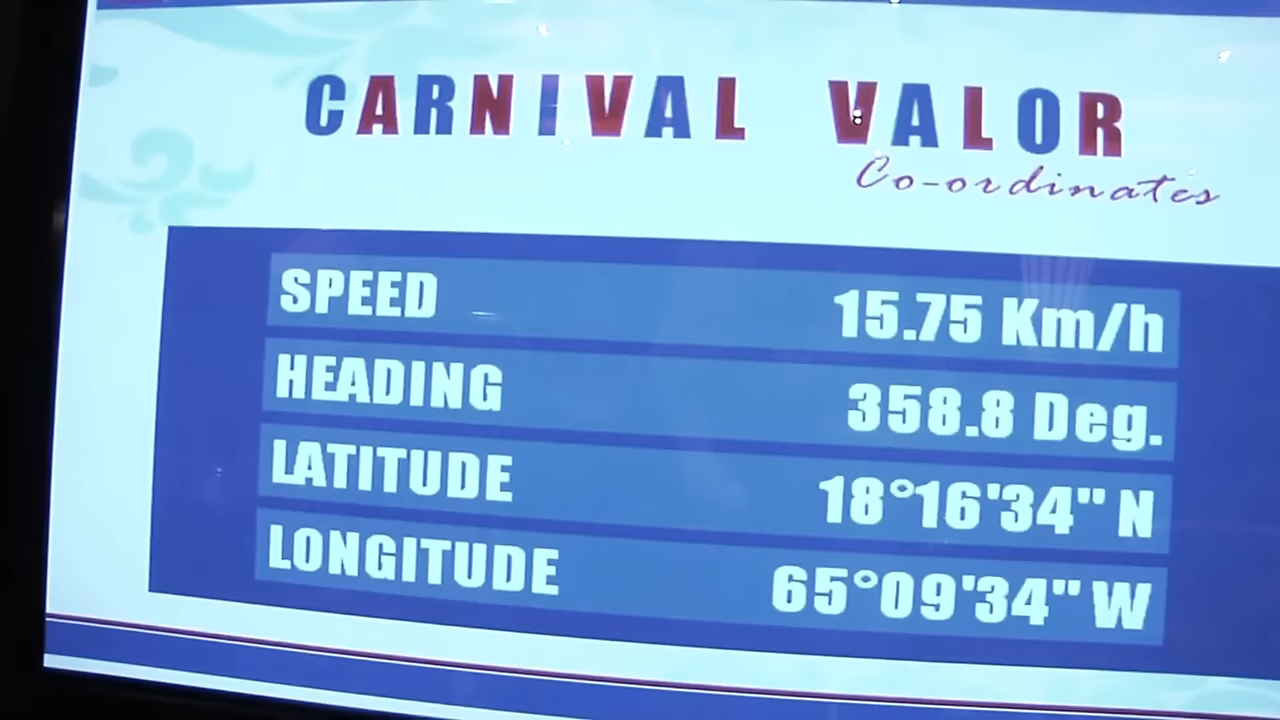 CARNIVAL VALOR
Co-ordinates
SPEED 15.75 Km/h
HEADING 358.8 Deg.
LATITUDE 18°16'34" N
LONGITUDE 65°09'34" W